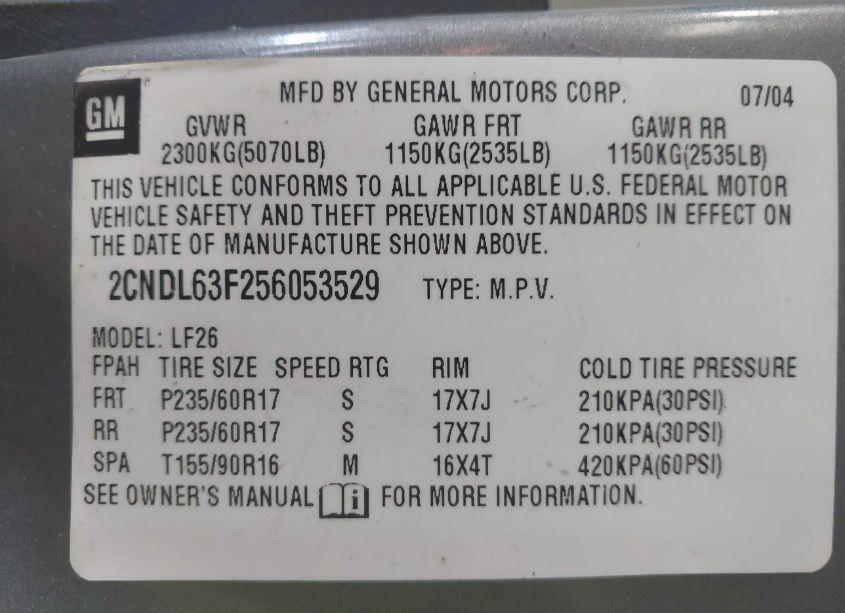 GM
MFD BY GENERAL MOTORS CORP. 07/04
GVWR GAWR FRT GAWR RR
2300KG(5070LB) 1150KG(2535LB) 1150KG(2535LB)
THIS VEHICLE CONFORMS TO ALL APPLICABLE U.S. FEDERAL MOTOR
VEHICLE SAFETY AND THEFT PREVENTION STANDARDS IN EFFECT ON
THE DATE OF MANUFACTURE SHOWN ABOVE.
2CNDL63F256053529 TYPE: M.P.V.
MODEL: LF26
FPAH TIRE SIZE SPEED RTG RIM COLD TIRE PRESSURE
FRT P235/60R17 S 17X7J 210KPA(30PSI)
RR P235/60R17 S 17X7J 210KPA(30PSI)
SPA T155/90R16 M 16X4T 420KPA(60PSI)
SEE OWNER'S MANUAL i FOR MORE INFORMATION.